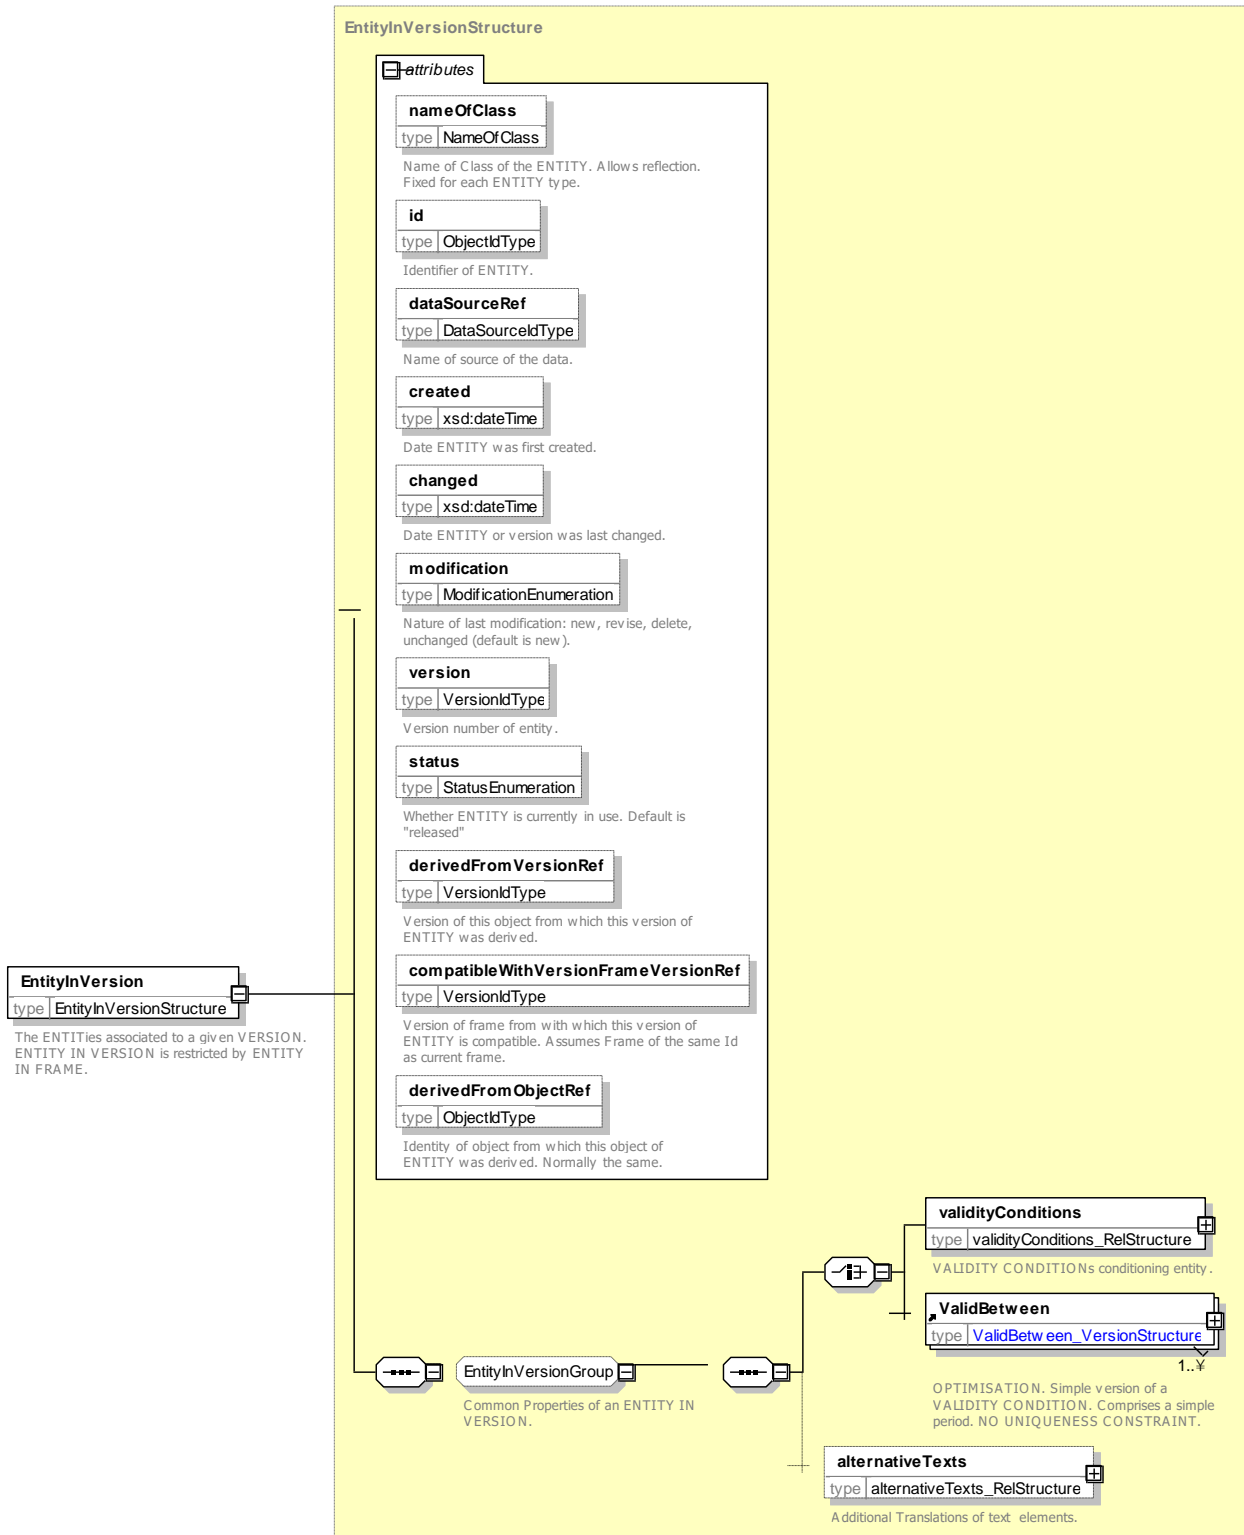 EntityInVersionStructure
attributes
nameOfClass
type NameOfClass
Name of Class of the ENTITY. Allows reflection.
Fixed for each ENTITY type.
id
type ObjectIdType
Identifier of ENTITY.
dataSourceRef
type DataSourceIdType
Name of source of the data.
created
type xsd:dateTime
Date ENTITY was first created.
changed
type xsd:dateTime
Date ENTITY or version was last changed.
modification
type ModificationEnumeration
Nature of last modification: new, revise, delete,
unchanged (default is new).
version
type VersionIdType
Version number of entity.
status
type StatusEnumeration
Whether ENTITY is currently in use. Default is
"released"
derivedFromVersionRef
type VersionIdType
Version of this object from which this version of
ENTITY was derived.
compatibleWithVersionFrameVersionRef
type VersionIdType
Version of frame from with which this version of
ENTITY is compatible. Assumes Frame of the same Id
as current frame.
derivedFromObjectRef
type ObjectIdType
Identity of object from which this object of
ENTITY was derived. Normally the same.
EntityInVersion
type EntityInVersionStructure
The ENTITies associated to a given VERSION.
ENTITY IN VERSION is restricted by ENTITY
IN FRAME.
EntityInVersionGroup
Common Properties of an ENTITY IN
VERSION.
validityConditions
type validityConditions_RelStructure
VALIDITY CONDITIONs conditioning entity.
ValidBetween
type ValidBetween_VersionStructure
1..¥
OPTIMISATION. Simple version of a
VALIDITY CONDITION. Comprises a simple
period. NO UNIQUENESS CONSTRAINT.
alternativeTexts
type alternativeTexts_RelStructure
Additional Translations of text elements.